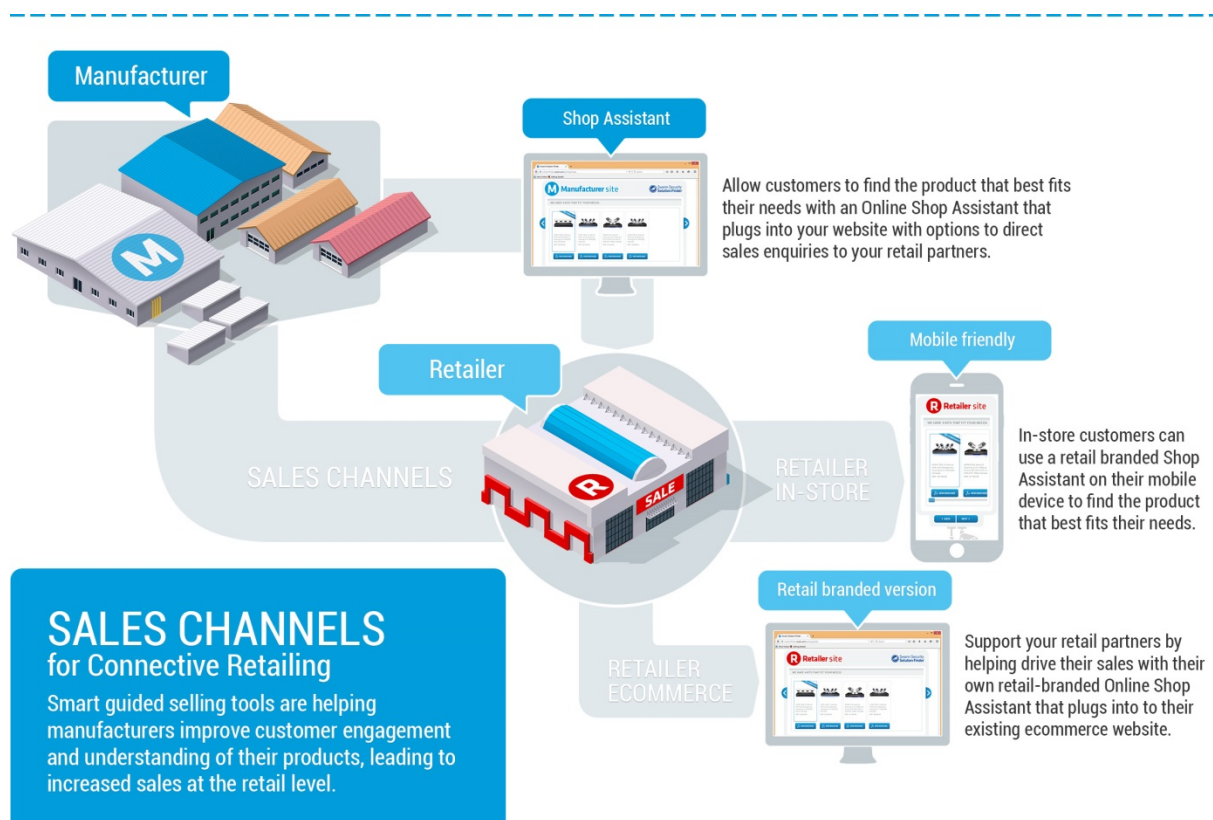 Manufacturer
M
Shop Assistant
M Manufacturer site
Allow customers to find the product that best fits
their needs with an Online Shop Assistant that
plugs into your website with options to direct
sales enquiries to your retail partners.
Retailer
R
SALE
SALES CHANNELS
RETAILER
IN-STORE
Mobile friendly
R Retailer site
In-store customers can
use a retail branded Shop
Assistant on their mobile
device to find the product
that best fits their needs.
RETAILER
ECOMMERCE
Retail branded version
R Retailer site
Support your retail partners by
helping drive their sales with their
own retail-branded Online Shop
Assistant that plugs into to their
existing ecommerce website.
SALES CHANNELS
for Connective Retailing
Smart guided selling tools are helping
manufacturers improve customer engagement
and understanding of their products, leading to
increased sales at the retail level.